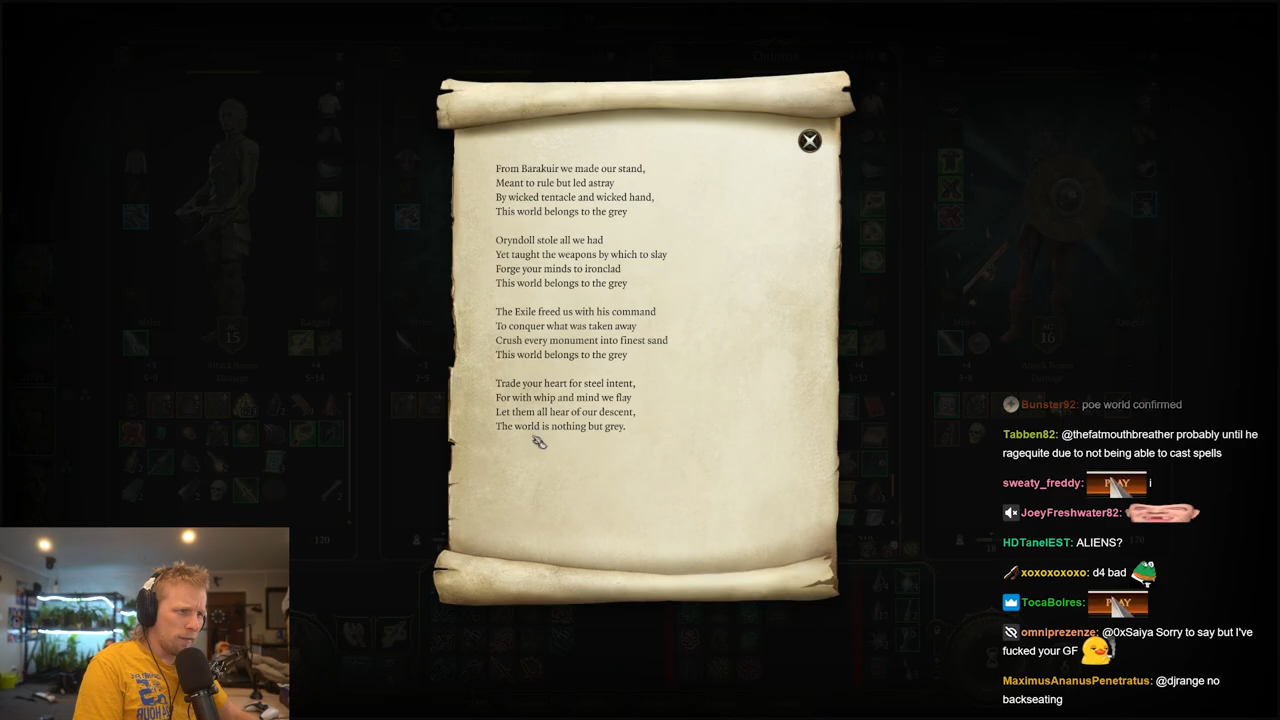 From Barakuir we made our stand,
Meant to rule but led astray
By wicked tentacle and wicked hand,
This world belongs to the grey
Oryndoll stole all we had
Yet taught the weapons by which to slay
Forge your minds to ironclad
This world belongs to the grey
The Exile freed us with his command
To conquer what was taken away
Crush every monument into finest sand
This world belongs to the grey
Trade your heart for steel intent,
For with whip and mind we flay
Let them all hear of our descent,
The world is nothing but grey.
15
16
120
Bunster92: poe world confirmed
Tabben82: @thefatmouthbreather probably until he
ragequite due to not being able to cast spells
sweaty_freddy: PLAY i
JoeyFreshwater82:
HDTanelEST: ALIENS?
xoxoxoxoxo: d4 bad
TocaBoires: PLAY
omniprezenze: @0xSaiya Sorry to say but I've
fucked your GF
MaximusAnanusPenetratus: @djrange no
backseating